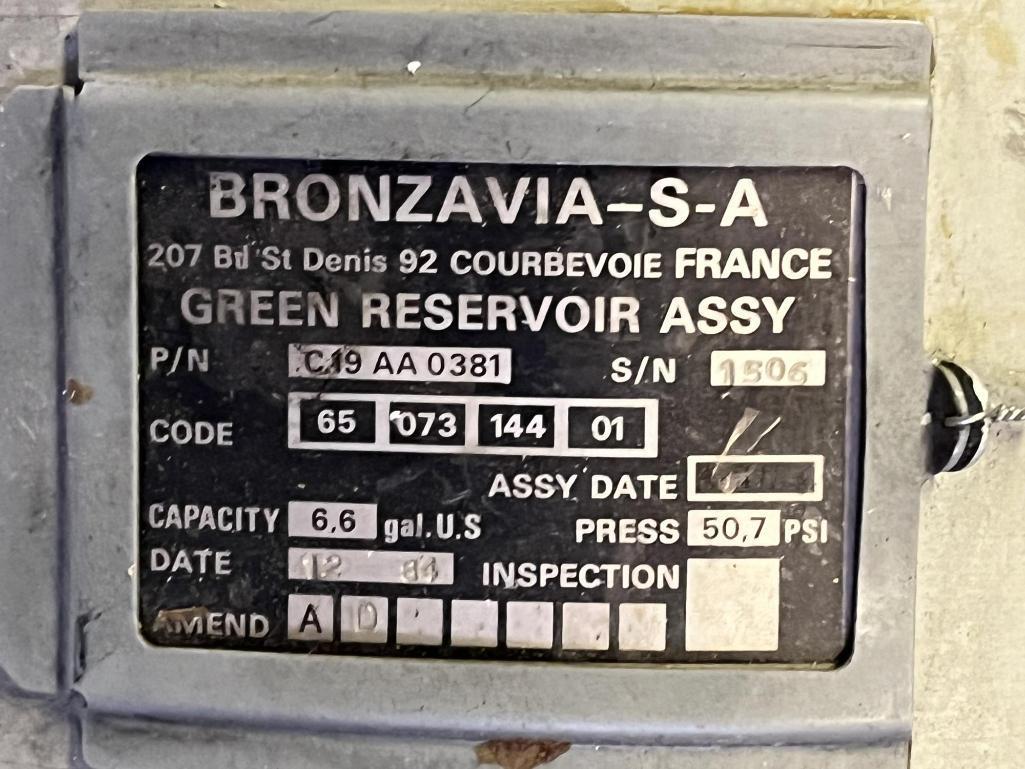 BRONZAVIA-S-A
207 Bd St Denis 92 COURBEVOIE FRANCE
GREEN RESERVOIR ASSY
P/N C19 AA 0381 S/N 1506
CODE 65 073 144 01
ASSY DATE
CAPACITY 6,6 gal.U.S PRESS 50,7 PSI
DATE 12 84 INSPECTION
AMEND A D